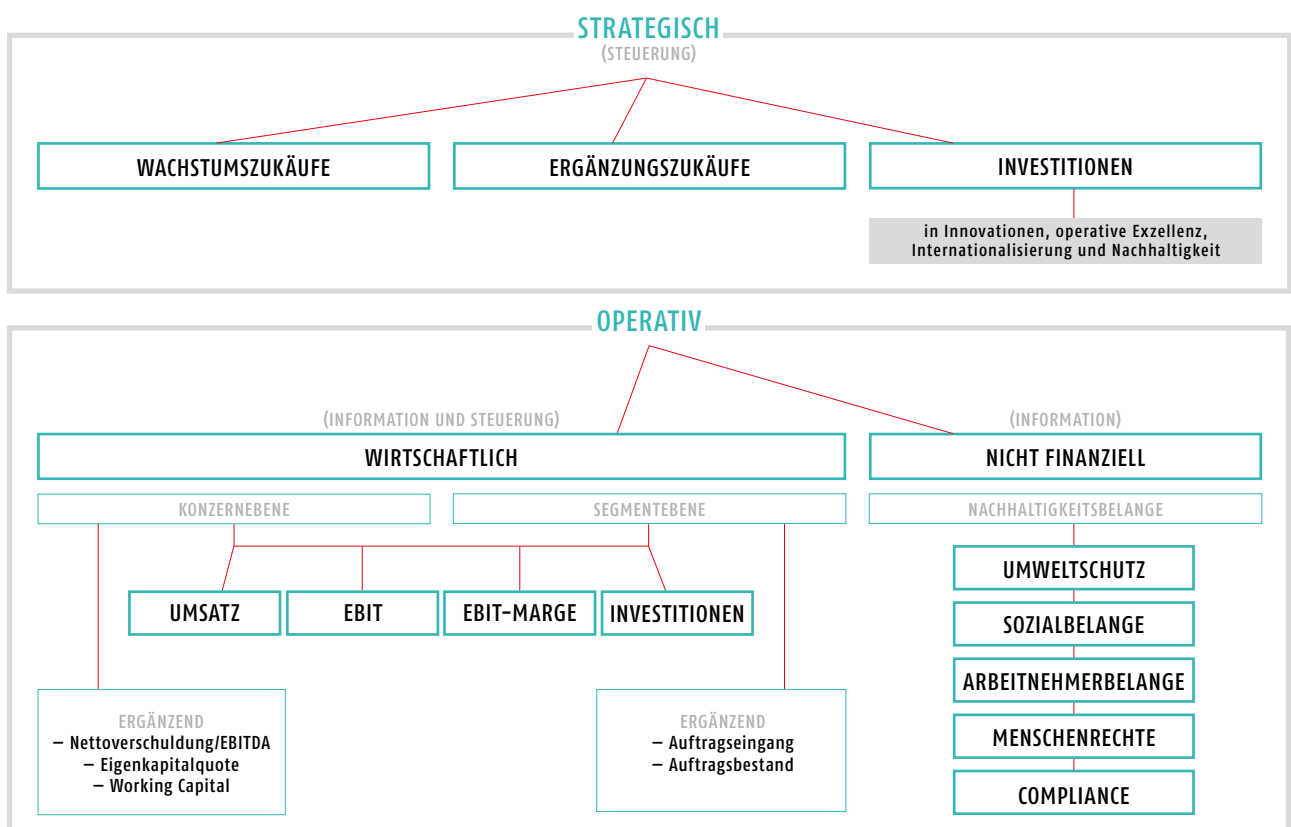 STRATEGISCH
(STEUERUNG)
WACHSTUMSZUKÄUFE
ERGÄNZUNGSZUKÄUFE
INVESTITIONEN
in Innovationen, operative Exzellenz,
Internationalisierung und Nachhaltigkeit
OPERATIV
(INFORMATION UND STEUERUNG)
(INFORMATION)
WIRTSCHAFTLICH
NICHT FINANZIELL
KONZERNEBENE
SEGMENTEBENE
NACHHALTIGKEITSBELANGE
UMSATZ
EBIT
EBIT-MARGE
INVESTITIONEN
ERGÄNZEND
– Nettoverschuldung/EBITDA
– Eigenkapitalquote
– Working Capital
ERGÄNZEND
– Auftragseingang
– Auftragsbestand
UMWELTSCHUTZ
SOZIALBELANGE
ARBEITNEHMERBELANGE
MENSCHENRECHTE
COMPLIANCE